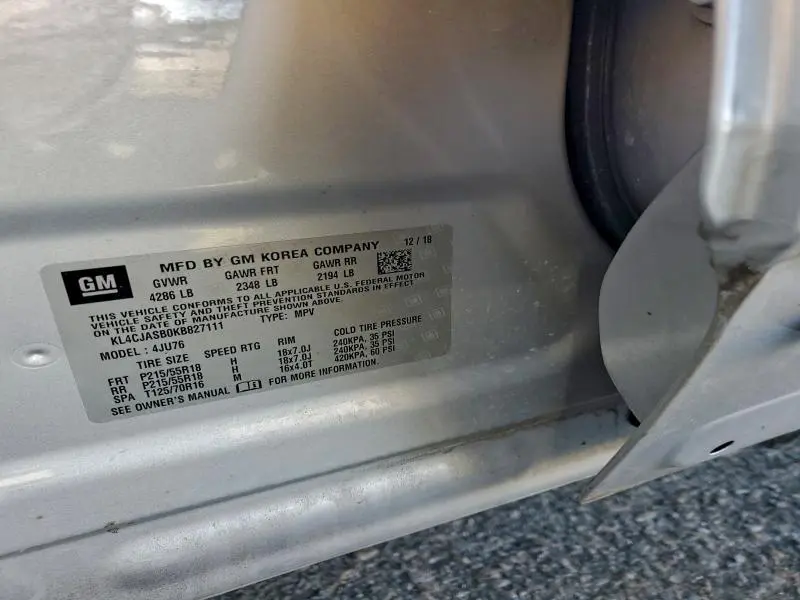 GM
MFD BY GM KOREA COMPANY 12 / 18
GVWR GAWR FRT GAWR RR
4286 LB 2348 LB 2194 LB
THIS VEHICLE CONFORMS TO ALL APPLICABLE U.S. FEDERAL MOTOR
VEHICLE SAFETY AND THEFT PREVENTION STANDARDS IN EFFECT
ON THE DATE OF MANUFACTURE SHOWN ABOVE.
KL4CJASB0KB827111 TYPE: MPV
MODEL : 4JU76
TIRE SIZE SPEED RTG RIM COLD TIRE PRESSURE
FRT P215/55R18 H 18x7.0J 240KPA, 35 PSI
RR P215/55R18 H 18x7.0J 240KPA, 35 PSI
SPA T125/70R16 M 16x4.0T 420KPA, 60 PSI
SEE OWNER'S MANUAL FOR MORE INFORMATION.